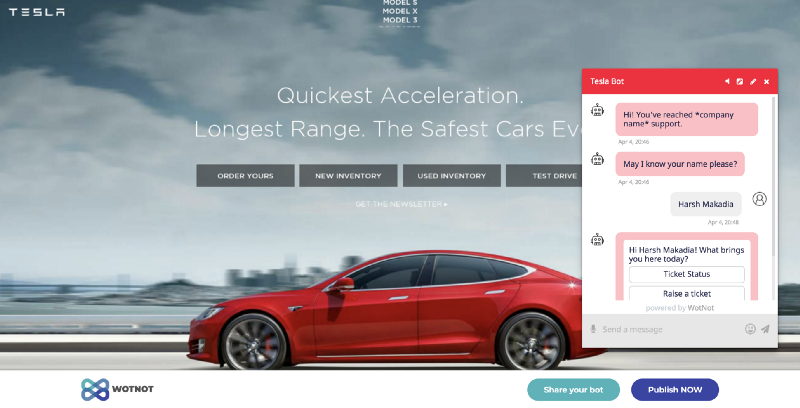 TESLA
MODEL S
MODEL X
MODEL 3
Quickest Acceleration.
Longest Range. The Safest Cars Eve
ORDER YOURS
NEW INVENTORY
USED INVENTORY
TEST DRIVE
GET THE NEWSLETTER ▸
Tesla Bot
Hi! You've reached *company
name* support.
Apr 4, 20:46
May I know your name please?
Apr 4, 20:46
Harsh Makadia
Apr 4, 20:48
Hi Harsh Makadia! What brings
you here today?
Ticket Status
Raise a ticket
powered by WotNot
Send a message
WOTNOT
Share your bot
Publish NOW